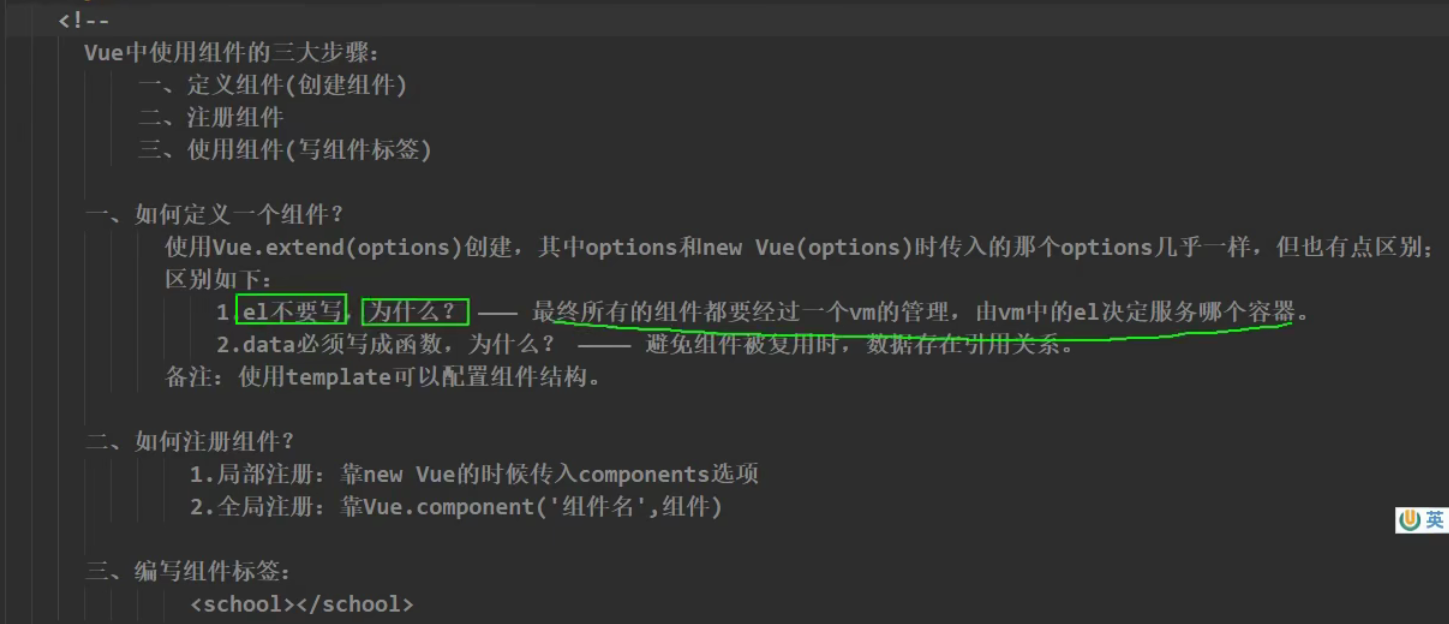 <!--
Vue中使用组件的三大步骤：
一、定义组件(创建组件)
二、注册组件
三、使用组件(写组件标签)
一、如何定义一个组件？
使用Vue.extend(options)创建，其中options和new Vue(options)时传入的那个options几乎一样，但也有点区别；
区别如下：
1.el不要写，为什么？ ——— 最终所有的组件都要经过一个vm的管理，由vm中的el决定服务哪个容器。
2.data必须写成函数，为什么？ ———— 避免组件被复用时，数据存在引用关系。
备注：使用template可以配置组件结构。
二、如何注册组件？
1.局部注册：靠new Vue的时候传入components选项
2.全局注册：靠Vue.component('组件名',组件)
英
三、编写组件标签：
<school></school>